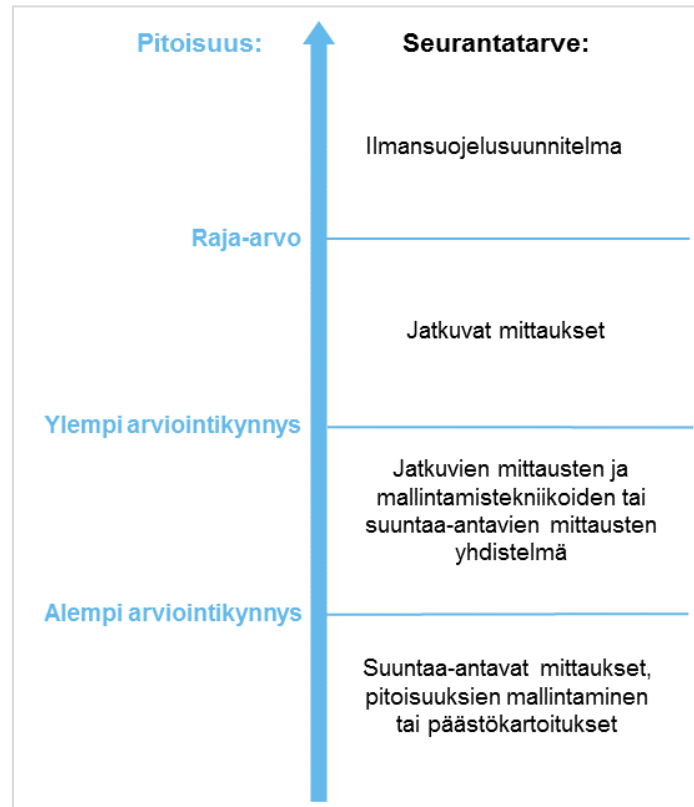 Pitoisuus:
Seurantatarve:
Ilmansuojelusuunnitelma
Raja-arvo
Jatkuvat mittaukset
Ylempi arviointikynnys
Jatkuvien mittausten ja
mallintamistekniikoiden tai
suuntaa-antavien mittausten
yhdistelmä
Alempi arviointikynnys
Suuntaa-antavat mittaukset,
pitoisuuksien mallintaminen
tai päästökartoitukset